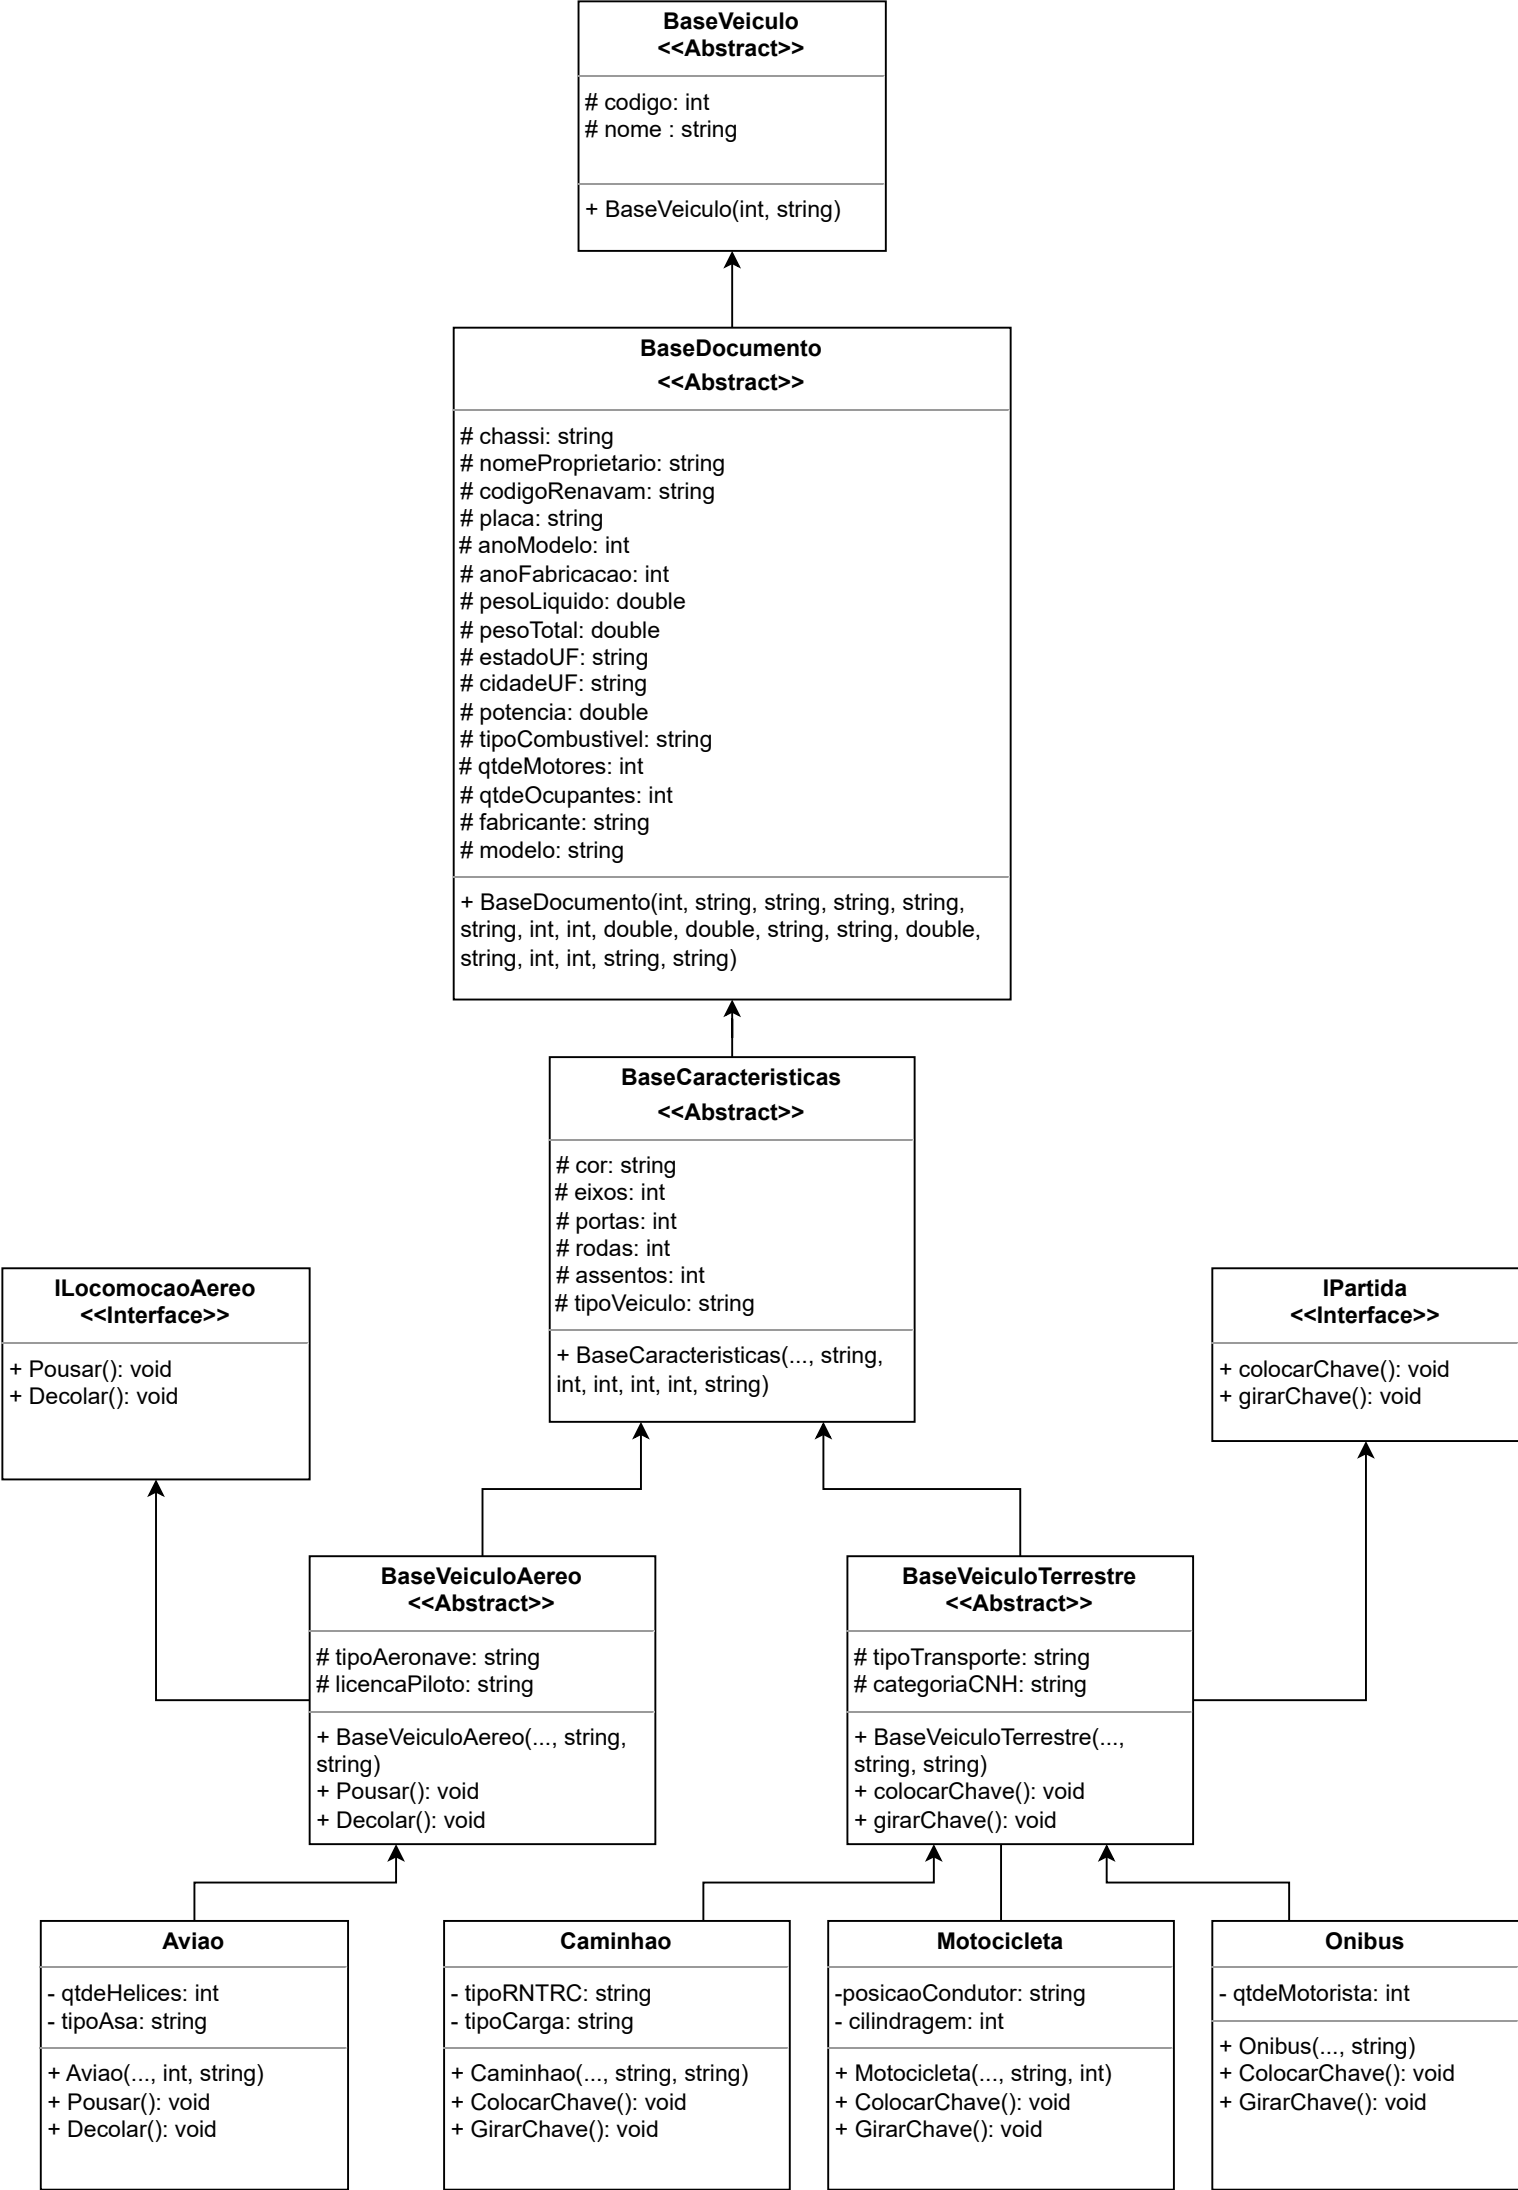 BaseVeiculo
<<Abstract>>
# codigo: int
# nome : string
+ BaseVeiculo(int, string)
BaseDocumento
<<Abstract>>
# chassi: string
# nomeProprietario: string
# codigoRenavam: string
# placa: string
# anoModelo: int
# anoFabricacao: int
# pesoLiquido: double
# pesoTotal: double
# estadoUF: string
# cidadeUF: string
# potencia: double
# tipoCombustivel: string
# qtdeMotores: int
# qtdeOcupantes: int
# fabricante: string
# modelo: string
+ BaseDocumento(int, string, string, string, string,
string, int, int, double, double, string, string, double,
string, int, int, string, string)
BaseCaracteristicas
<<Abstract>>
# cor: string
# eixos: int
# portas: int
# rodas: int
# assentos: int
# tipoVeiculo: string
+ BaseCaracteristicas(..., string,
int, int, int, int, string)
ILocomocaoAereo
<<Interface>>
+ Pousar(): void
+ Decolar(): void
IPartida
<<Interface>>
+ colocarChave(): void
+ girarChave(): void
BaseVeiculoAereo
<<Abstract>>
# tipoAeronave: string
# licencaPiloto: string
+ BaseVeiculoAereo(..., string,
string)
+ Pousar(): void
+ Decolar(): void
BaseVeiculoTerrestre
<<Abstract>>
# tipoTransporte: string
# categoriaCNH: string
+ BaseVeiculoTerrestre(...,
string, string)
+ colocarChave(): void
+ girarChave(): void
Aviao
- qtdeHelices: int
- tipoAsa: string
+ Aviao(..., int, string)
+ Pousar(): void
+ Decolar(): void
Caminhao
- tipoRNTRC: string
- tipoCarga: string
+ Caminhao(..., string, string)
+ ColocarChave(): void
+ GirarChave(): void
Motocicleta
-posicaoCondutor: string
- cilindragem: int
+ Motocicleta(..., string, int)
+ ColocarChave(): void
+ GirarChave(): void
Onibus
- qtdeMotorista: int
+ Onibus(..., string)
+ ColocarChave(): void
+ GirarChave(): void